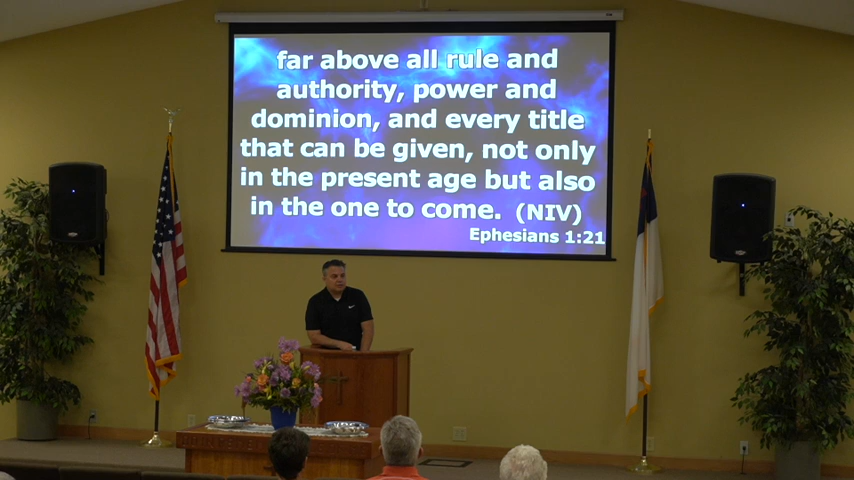 far above all rule and
authority, power and
dominion, and every title
that can be given, not only
in the present age but also
in the one to come. (NIV)
Ephesians 1:21